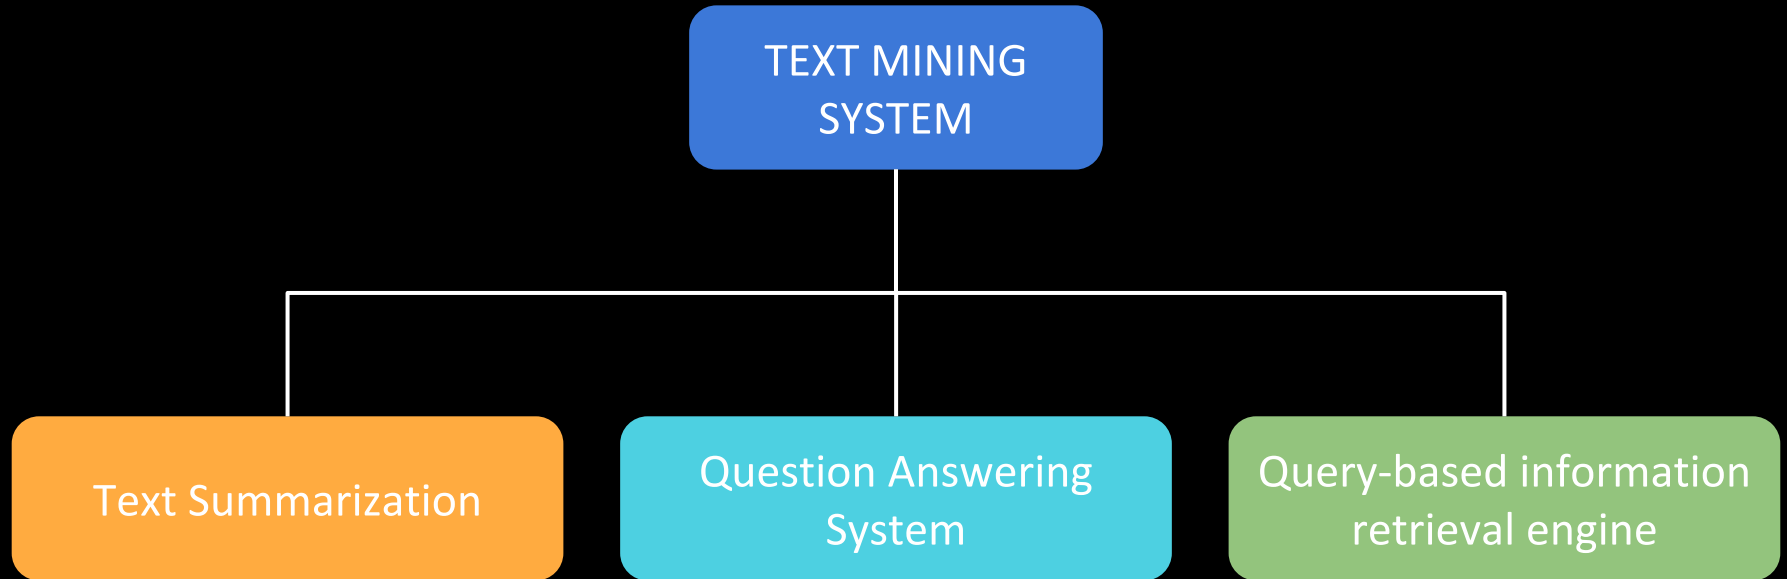 TEXT MINING
SYSTEM
Text Summarization
Question Answering
System
Query-based information
retrieval engine